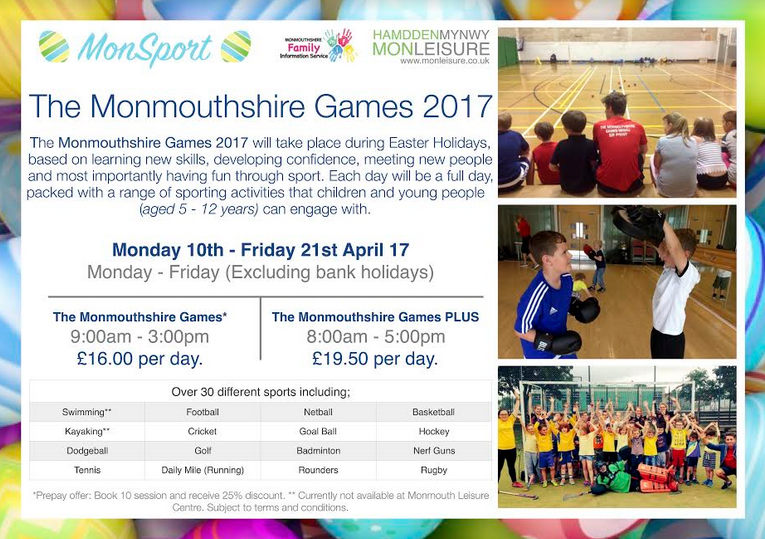 MonSport
MONMOUTHSHIRE
Family
Information Service
HAMDDENMYNWY
MONLEISURE
www.monleisure.co.uk
The Monmouthshire Games 2017
The Monmouthshire Games 2017 will take place during Easter Holidays,
based on learning new skills, developing confidence, meeting new people
and most importantly having fun through sport. Each day will be a full day,
packed with a range of sporting activities that children and young people
(aged 5 - 12 years) can engage with.
Monday 10th - Friday 21st April 17
Monday - Friday (Excluding bank holidays)
The Monmouthshire Games*
9:00am - 3:00pm
£16.00 per day.
The Monmouthshire Games PLUS
8:00am - 5:00pm
£19.50 per day.
Over 30 different sports including;
Swimming** Football Netball Basketball
Kayaking** Cricket Goal Ball Hockey
Dodgeball Golf Badminton Nerf Guns
Tennis Daily Mile (Running) Rounders Rugby
*Prepay offer: Book 10 session and receive 25% discount. ** Currently not available at Monmouth Leisure
Centre. Subject to terms and conditions.